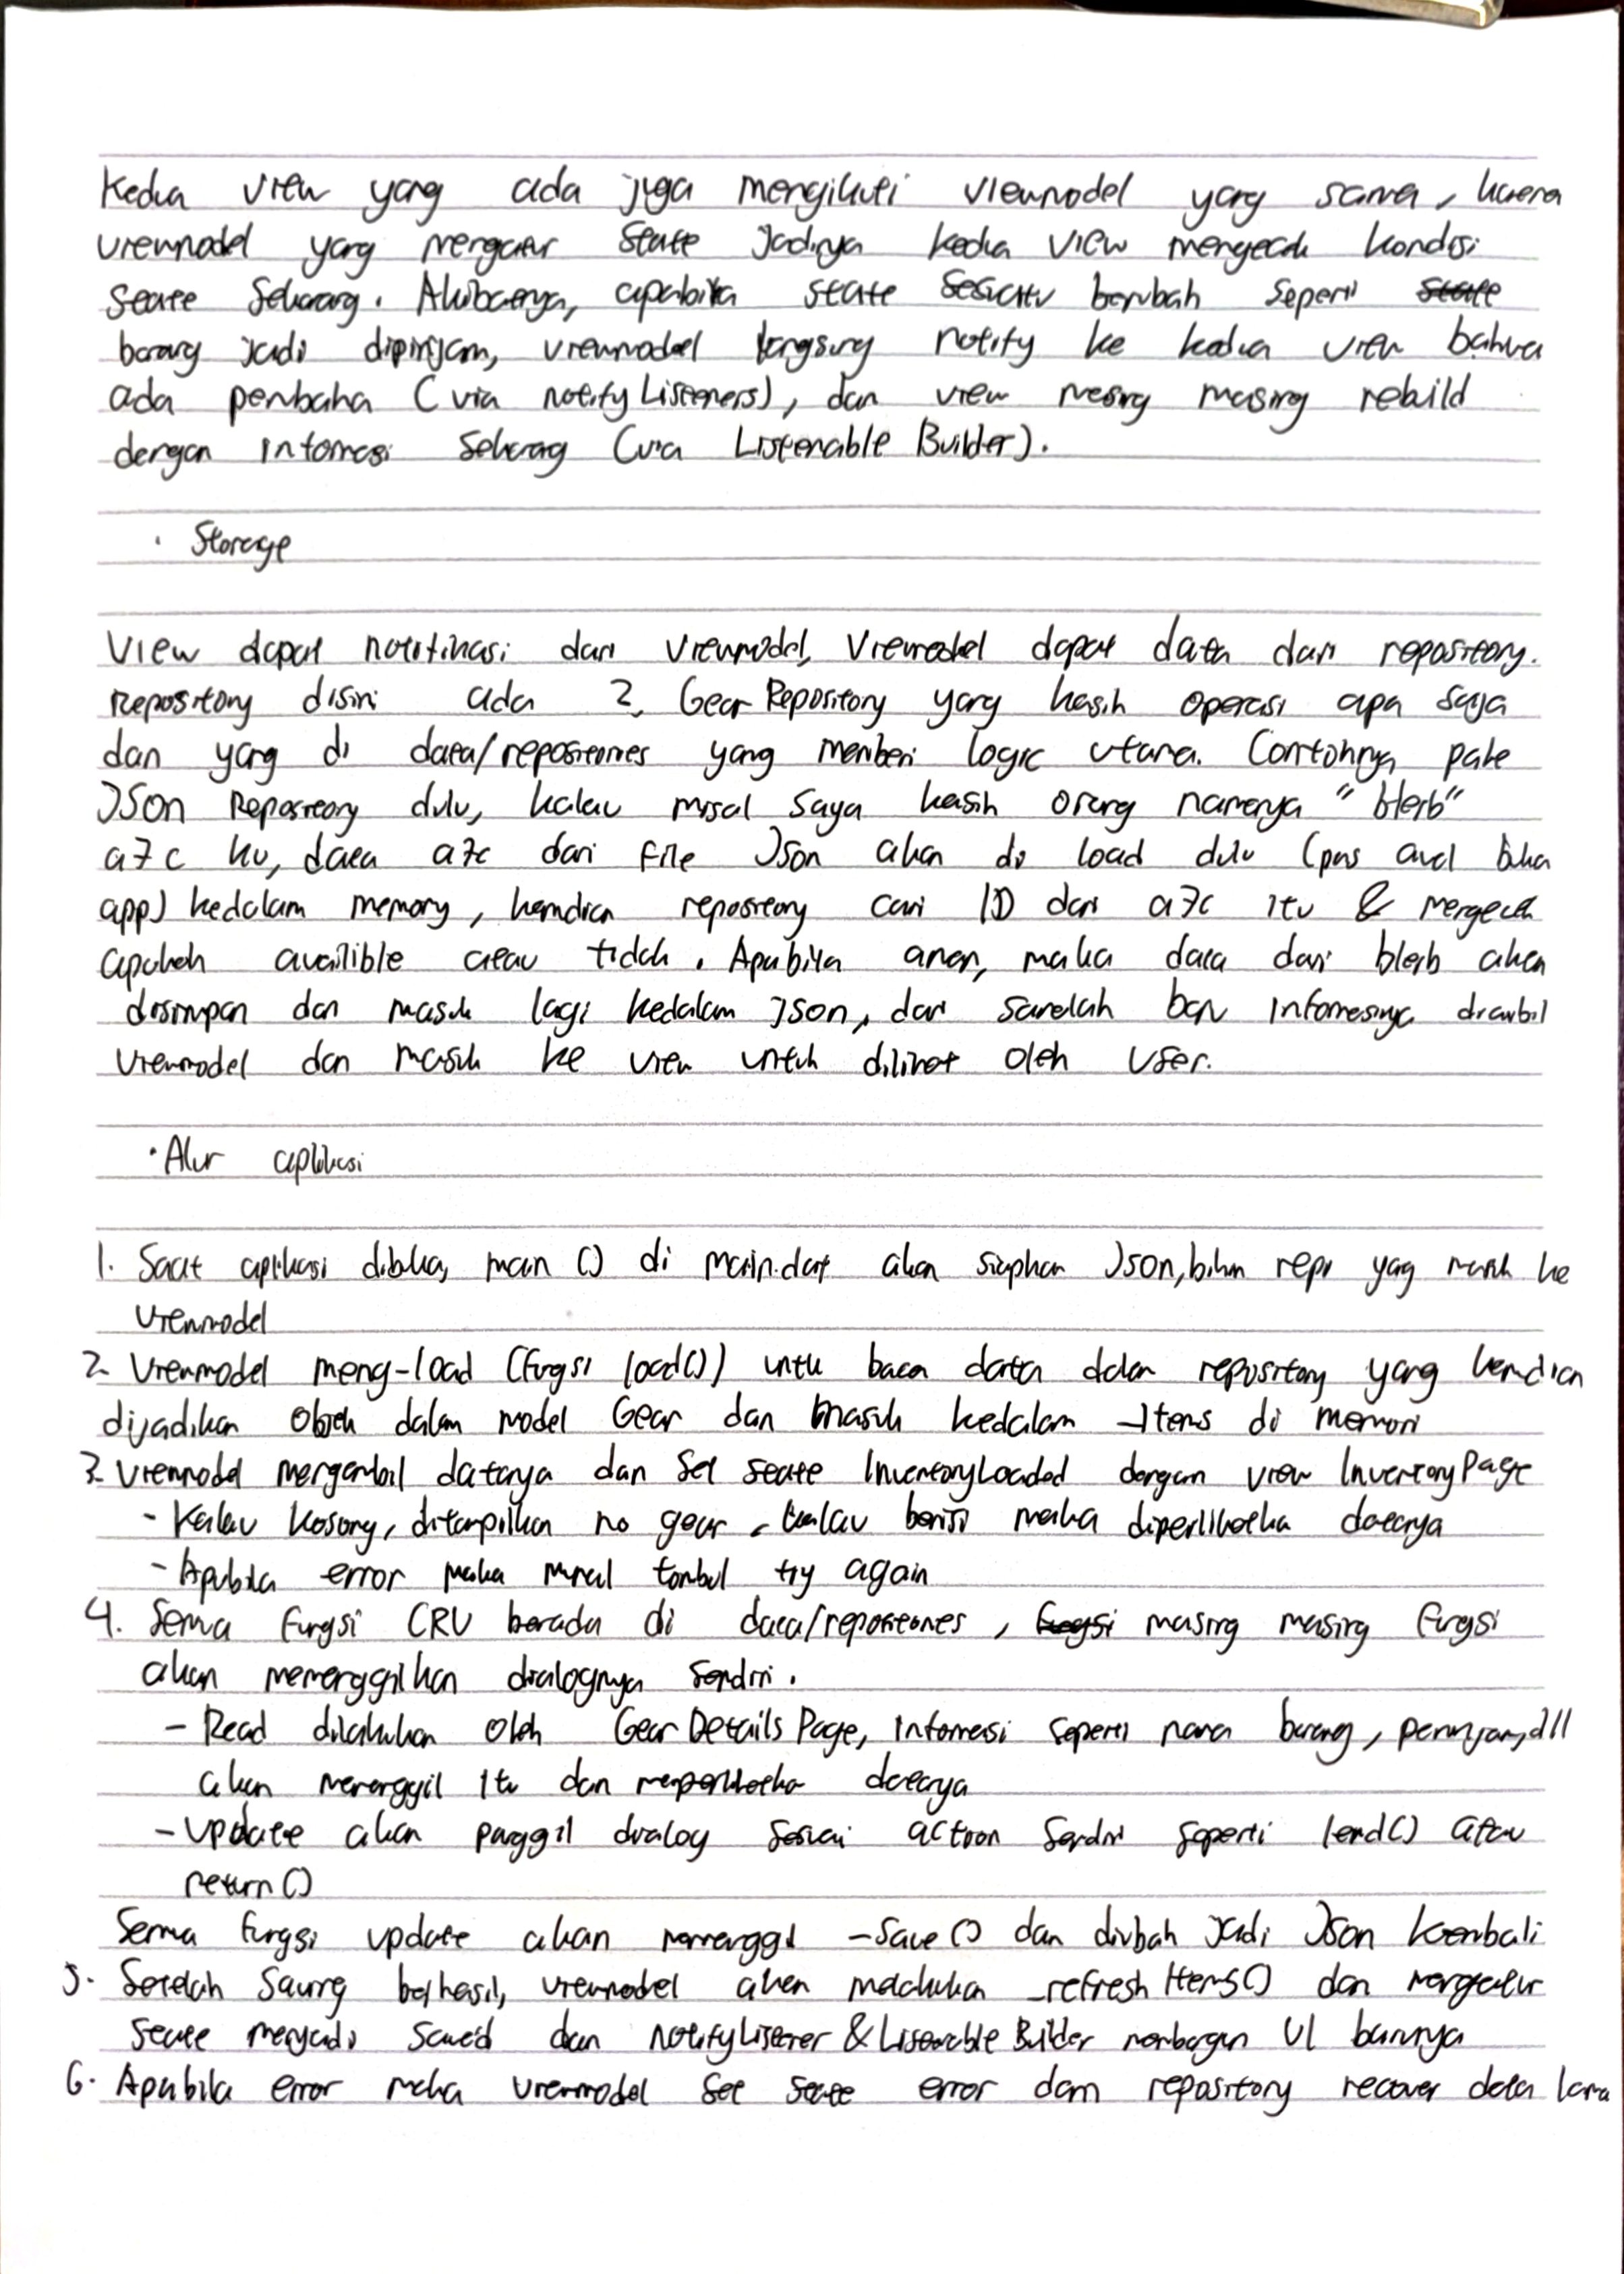 Kedua view yang ada juga mengikuti viewmodel yang sama, karena
viewmodel yang mengatur state jadinya kedua view mengecek kondisi
state sekarang. Akibatnya, apabila state sesuatu berubah seperti state
barang jadi dipinjam, viewmodel langsung notify ke kedua view bahwa
ada perubaha (via notifyListeners), dan view masing masing rebuild
dengan informasi sekarang (via Listenable Builder).
· Storage
View dapat notifikasi dari viewmodel, viewmodel dapat data dari repository.
Repository disini ada 2, Gear Repository yang kasih operasi apa saja
dan yang di data/repositories yang memberi logic utama. Contohnya pake
JSon Repository dulu, kalau misal saya kasih orang namanya "blerb"
a7c ku, data a7c dari file JSon akan di load dulu (pas awal buka
app) kedalam memory, kemdian repository cari ID dari a7c itu & mengecek
apakah availible atau tidak. Apabila aman, maka data dari blerb akan
disimpan dan masuk lagi kedalam JSon, dan setelah baru informasinya diambil
viewmodel dan masuk ke view untuk dilihat oleh user.
· Alur aplikasi
1. Saat aplikasi dibuka, main () di main.dart akan siapkan JSon, bikin repo yang masuk ke
viewmodel
2. Viewmodel meng-load (fungsi load()) untuk baca data dalam repository yang kemdian
dijadikan objek dalam model Gear dan masuk kedalam _Items di memori
3. Viewmodel mengambil datanya dan set state InventoryLoaded dengan view InventoryPage
- Kalau kosong, ditampilkan no gear, kalau berisi maka diperlihatka datanya
- Apabila error maka muncul tombol try again
4. Semua fungsi CRU berada di data/repositories, fungsi masing masing fungsi
akan memanggilkan dialognya sendiri.
- Read dilakukan oleh Gear Details Page, informasi seperti nama barang, peminjam, dll
akan memanggil itu dan memperlihatka datanya
- Update akan panggil dialog sesuai action sendiri seperti lend() atau
return()
Semua fungsi update akan memanggil _save() dan diubah jadi JSon kembali
5. Setelah saving berhasil, viewmodel akan melakukan _refreshItems() dan mengatur
state menjadi saved dan notifyListener & Listenable Builder membangun UI barunya
6. Apabila error maka viewmodel set state error dam repository recover data lama